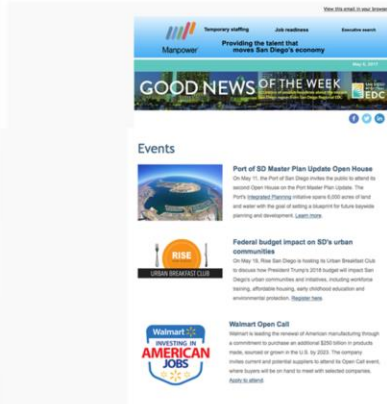 View this email in your browser
Temporary staffing Job readiness Executive search
Manpower
Providing the talent that
moves San Diego's economy
May 8, 2017
GOOD NEWS OF THE WEEK
EDC
Events
Port of SD Master Plan Update Open House
On May 11, the Port of San Diego invites the public to attend its
second Open House on the Port Master Plan Update. The
Port's Integrated Planning initiative spans 6,000 acres of land
and water with the goal of setting a blueprint for future bayside
planning and development. Learn more.
RISE
URBAN BREAKFAST CLUB
Federal budget impact on SD's urban
communities
On May 19, Rise San Diego is hosting its Urban Breakfast Club
to discuss how President Trump's 2018 budget will impact San
Diego's urban communities and initiatives, including workforce
training, affordable housing, early childhood education and
environmental protection. Register here.
Walmart
INVESTING IN
AMERICAN
JOBS
Walmart Open Call
Walmart is leading the renewal of American manufacturing through
a commitment to purchase an additional $250 billion in products
made, sourced or grown in the U.S. by 2023. The company
invites current and potential suppliers to attend its Open Call event,
where buyers will be on hand to meet with selected companies.
Apply to attend.